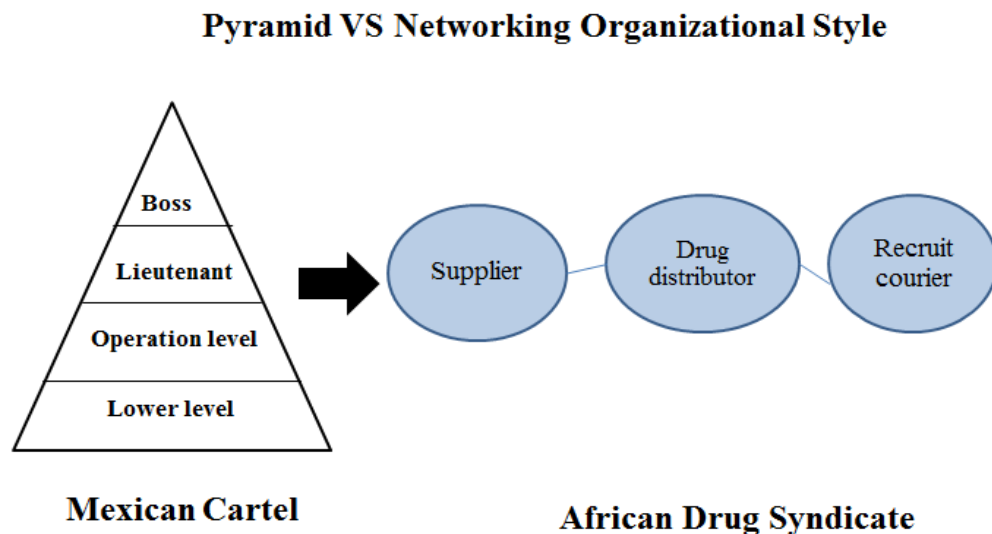 Pyramid VS Networking Organizational Style
Boss
Lieutenant
Operation level
Lower level
Supplier
Drug
distributor
Recruit
courier
Mexican Cartel
African Drug Syndicate